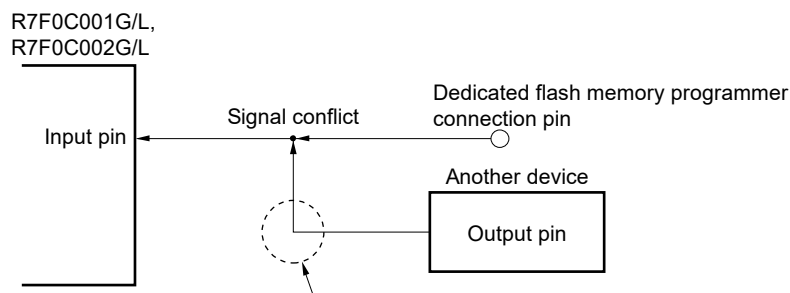 R7F0C001G/L,
R7F0C002G/L
Dedicated flash memory programmer
connection pin
Signal conflict
Input pin
Another device
Output pin